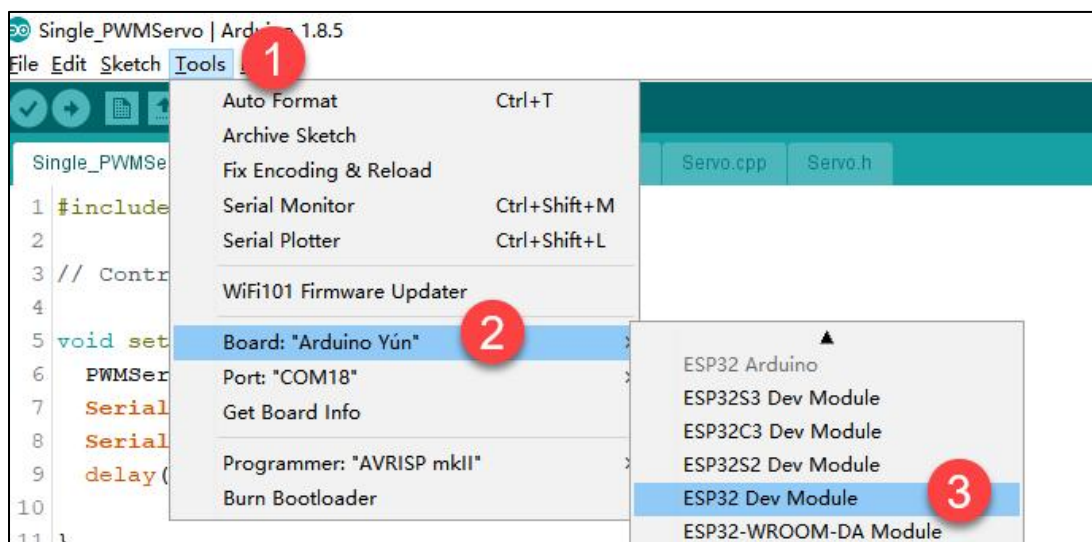 Single_PWMServo | Arduino 1.8.5
File Edit Sketch Tools
1
Auto Format Ctrl+T
Archive Sketch
Fix Encoding & Reload
Serial Monitor Ctrl+Shift+M
Serial Plotter Ctrl+Shift+L
WiFi101 Firmware Updater
Board: "Arduino Yún"
2
Port: "COM18"
Get Board Info
Programmer: "AVRISP mkII"
Burn Bootloader
Single_PWMSe
Servo.cpp
Servo.h
1 #include
2
3 // Contr
4
5 void set
6 PWMSer
7 Serial
8 Serial
9 delay(
10
11 }
ESP32 Arduino
ESP32S3 Dev Module
ESP32C3 Dev Module
ESP32S2 Dev Module
ESP32 Dev Module
3
ESP32-WROOM-DA Module